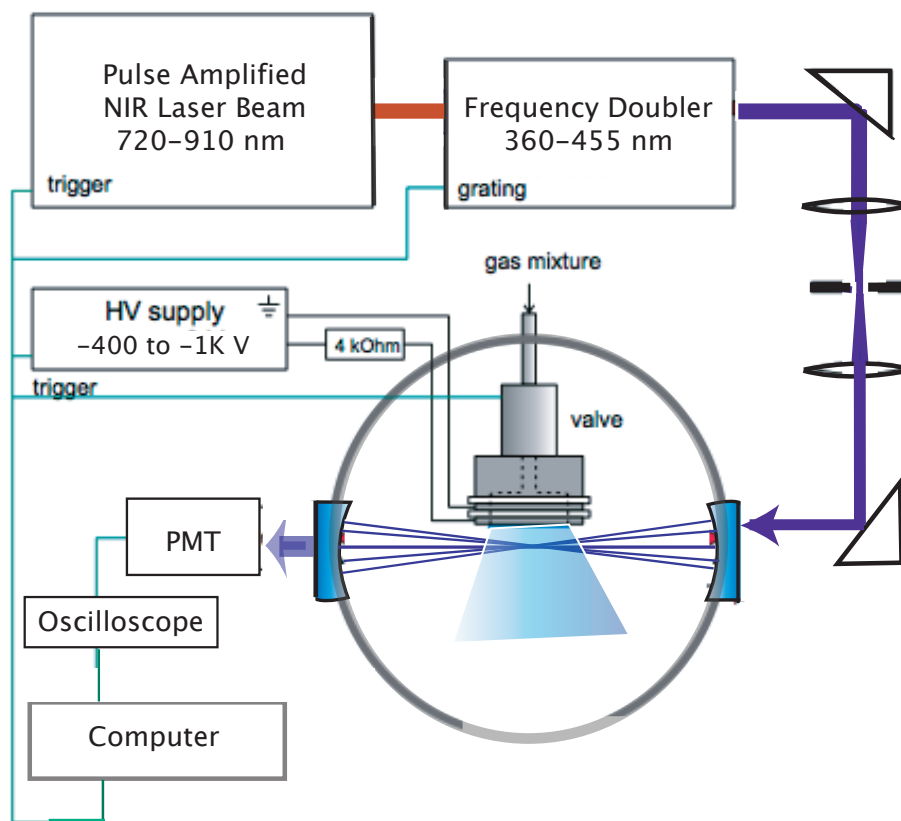 Pulse Amplified
NIR Laser Beam
720–910 nm
trigger
Frequency Doubler
360–455 nm
grating
gas mixture
HV supply
–400 to –1K V
4 kOhm
trigger
valve
PMT
Oscilloscope
Computer